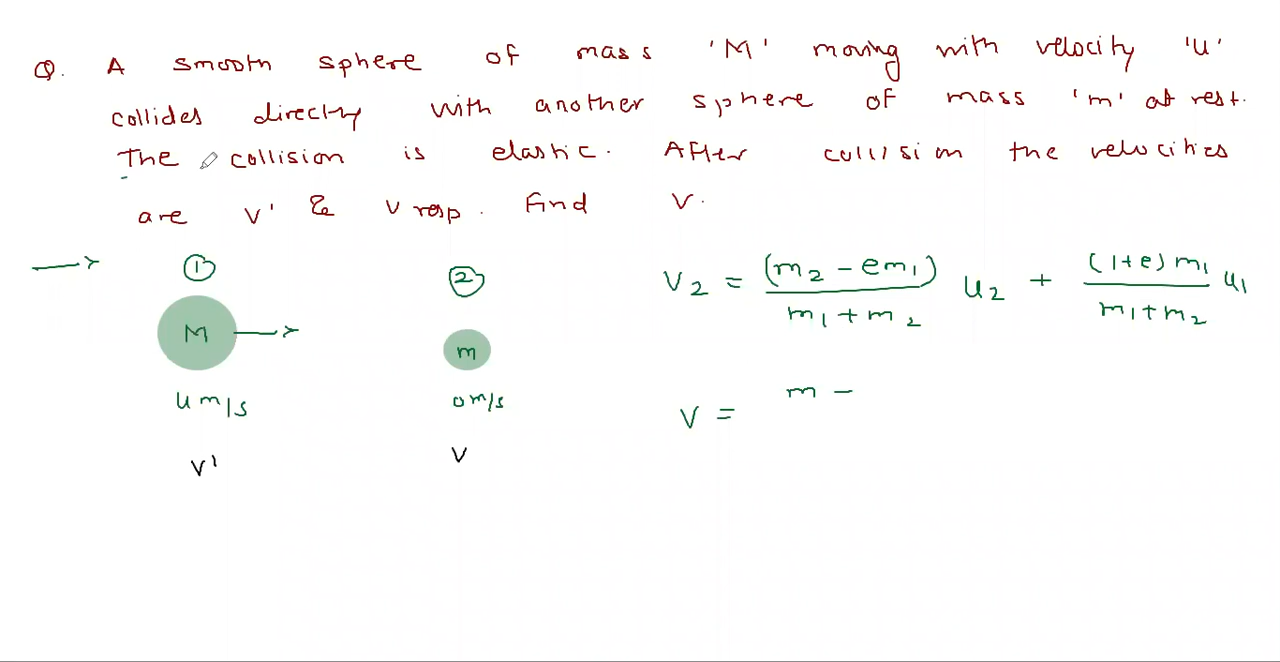 Q. A smooth sphere of mass 'M' moving with velocity 'u'
collides directly with another sphere of mass 'm' at rest.
The collision is elastic. After collision the velocities
are v' & v resp. Find v.
① ②
M m
u m/s 0 m/s
v' v
v₂ = (m₂ - em₁) / m₁ + m₂ u₂ + (1+e) m₁ / m₁+m₂ u₁
v = m -